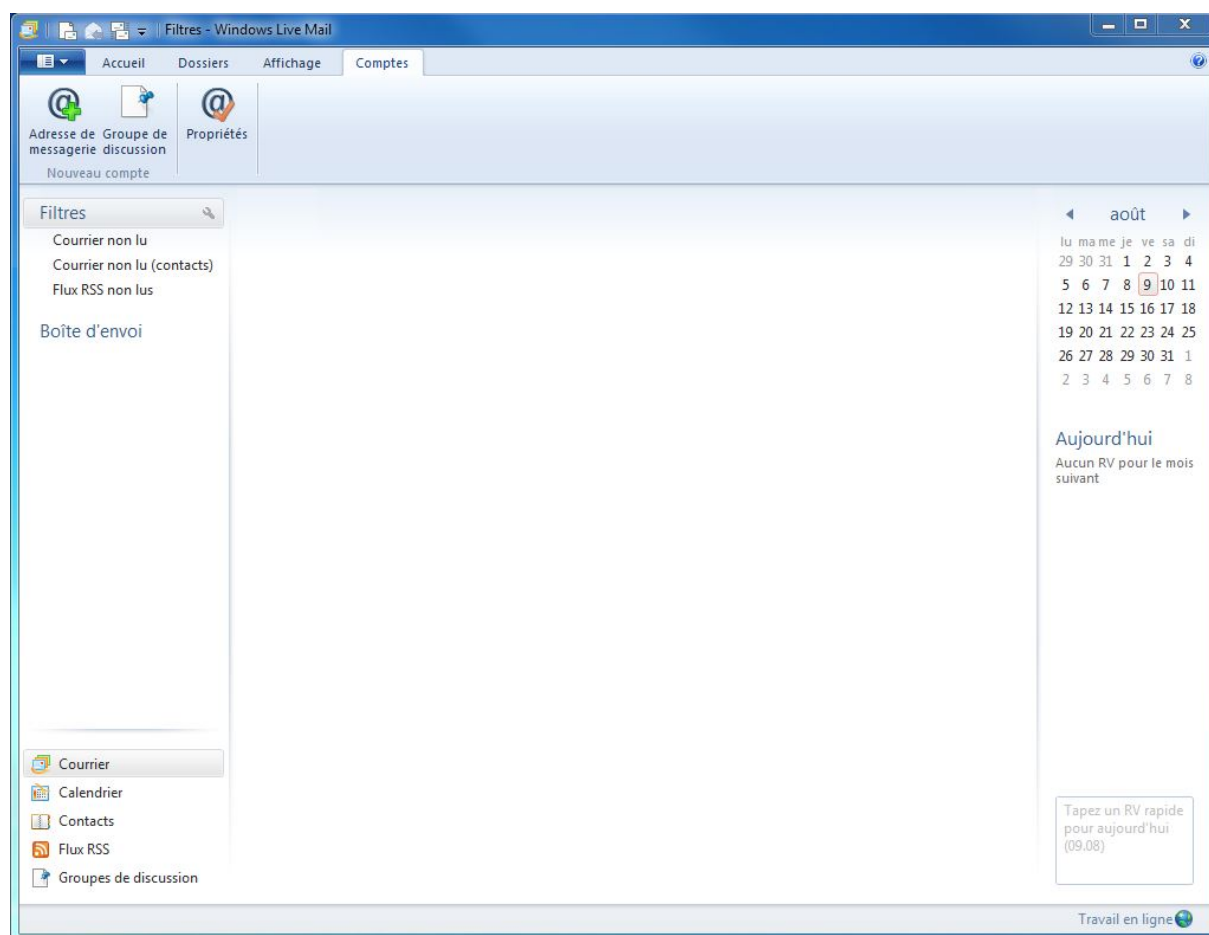 Filtres - Windows Live Mail
Accueil Dossiers Affichage Comptes
Adresse de messagerie
Groupe de discussion
Propriétés
Nouveau compte
Filtres
Courrier non lu
Courrier non lu (contacts)
Flux RSS non lus
Boîte d'envoi
Courrier
Calendrier
Contacts
Flux RSS
Groupes de discussion
août
lu ma me je ve sa di
29 30 31 1 2 3 4
5 6 7 8 9 10 11
12 13 14 15 16 17 18
19 20 21 22 23 24 25
26 27 28 29 30 31 1
2 3 4 5 6 7 8
Aujourd'hui
Aucun RV pour le mois
suivant
Tapez un RV rapide
pour aujourd'hui
(09.08)
Travail en ligne